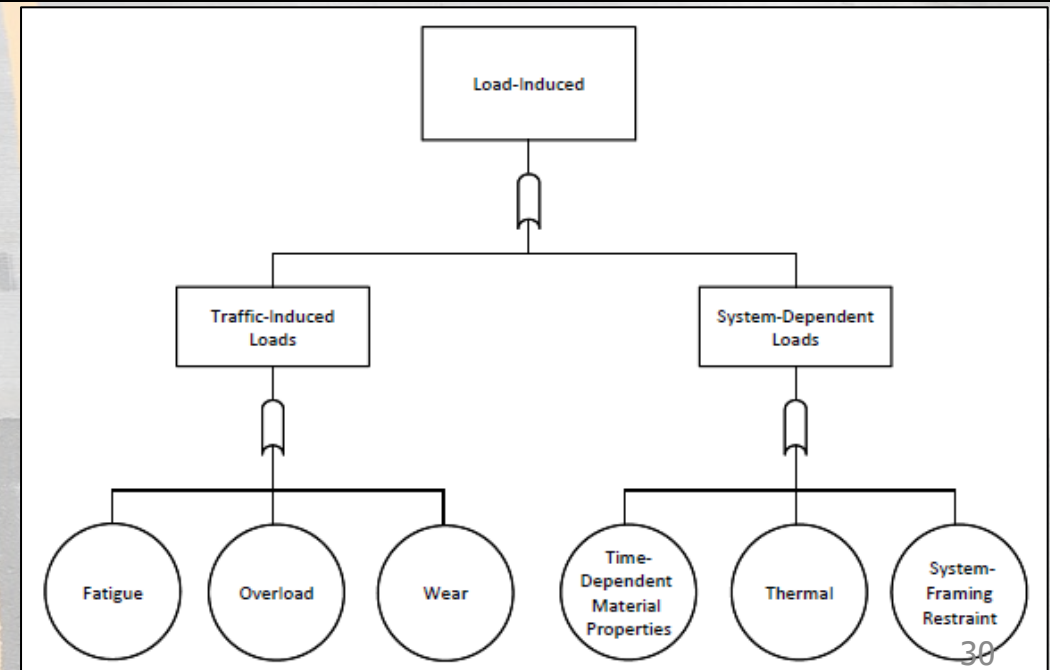 Load-Induced
Traffic-Induced
Loads
System-Dependent
Loads
Fatigue
Overload
Wear
Time-
Dependent
Material
Properties
Thermal
System-
Framing
Restraint
30